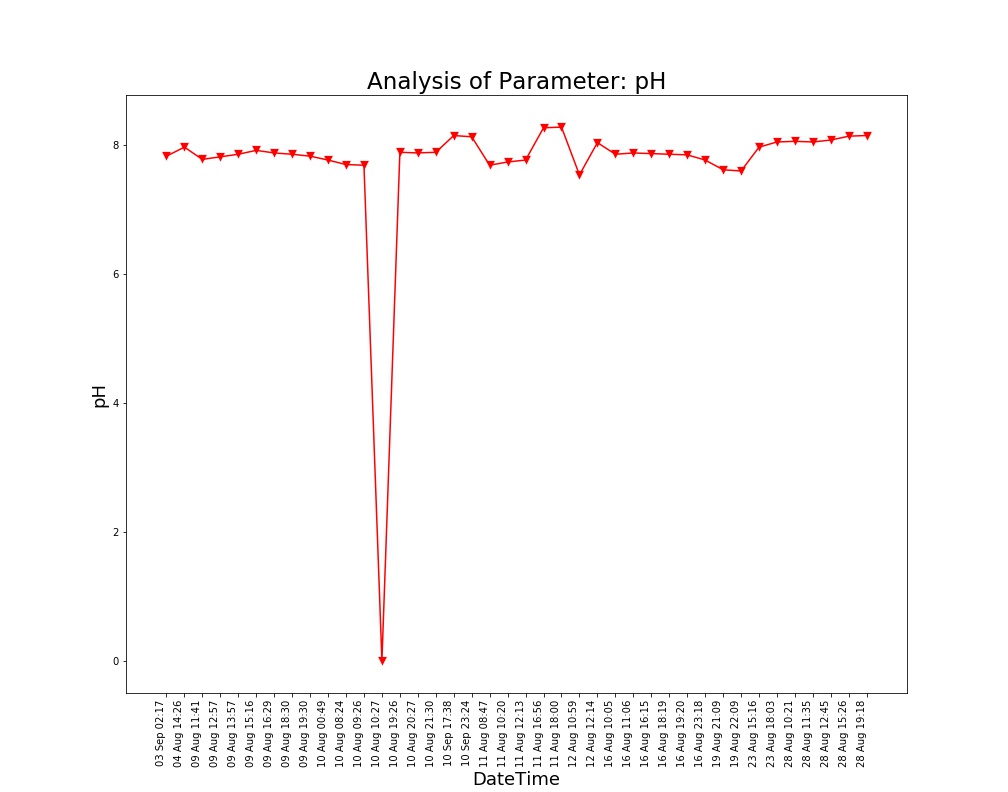 Analysis of Parameter: pH
pH
8
6
4
2
0
03 Sep 02:17
04 Aug 14:26
09 Aug 11:41
09 Aug 12:57
09 Aug 13:57
09 Aug 15:16
09 Aug 16:29
09 Aug 18:30
09 Aug 19:30
10 Aug 00:49
10 Aug 08:24
10 Aug 09:26
10 Aug 10:27
10 Aug 19:26
10 Aug 20:27
10 Aug 21:30
10 Sep 17:38
10 Sep 23:24
11 Aug 08:47
11 Aug 10:20
11 Aug 12:13
11 Aug 16:56
11 Aug 18:00
12 Aug 10:59
12 Aug 12:14
16 Aug 10:05
16 Aug 11:06
16 Aug 16:15
16 Aug 18:19
16 Aug 19:20
16 Aug 23:18
19 Aug 21:09
19 Aug 22:09
23 Aug 15:16
23 Aug 18:03
28 Aug 10:21
28 Aug 11:35
28 Aug 12:45
28 Aug 15:26
28 Aug 19:18
DateTime